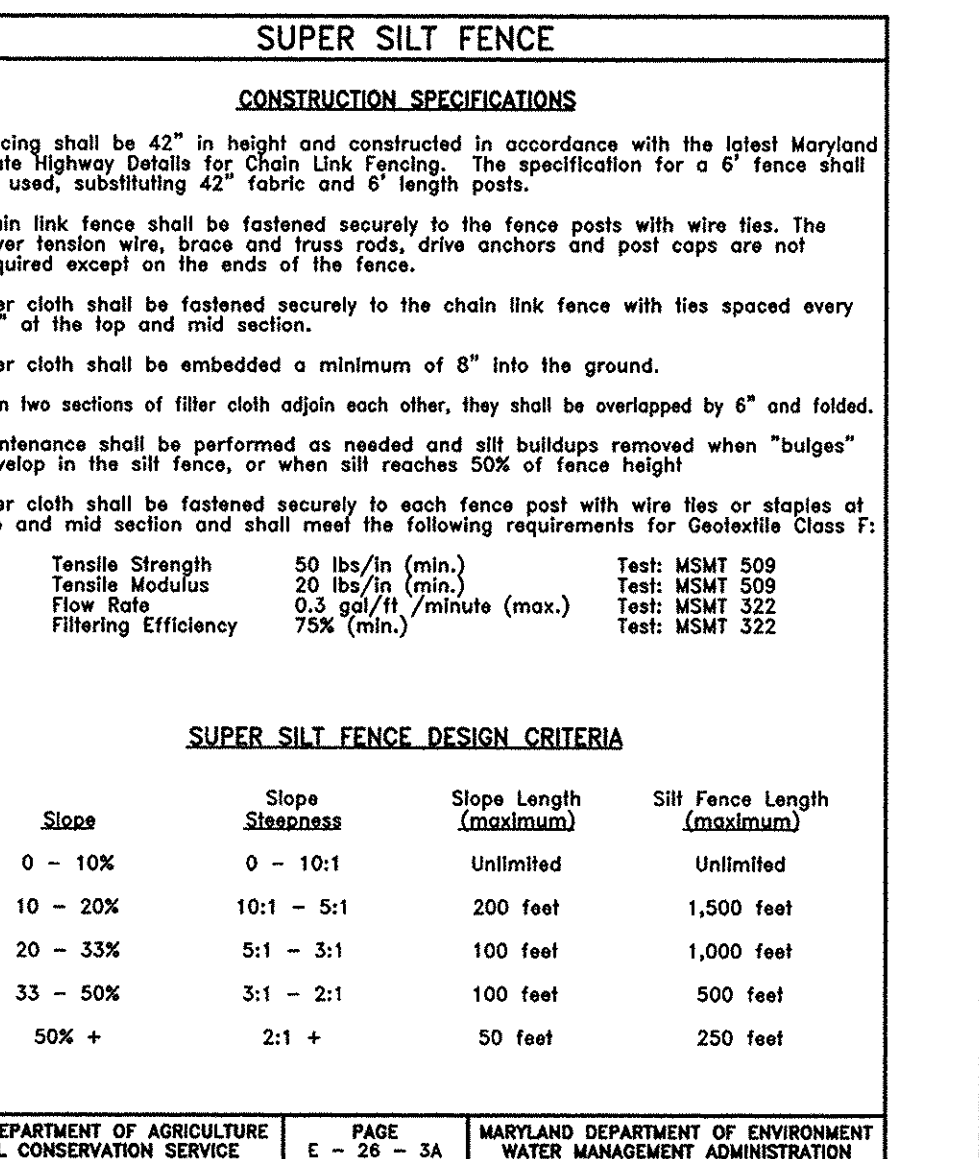 SUPER SILT FENCE
CONSTRUCTION SPECIFICATIONS
cing shall be 42" in height and constructed in accordance with the latest Maryland
te Highway Details for Chain Link Fencing. The specification for a 6' fence shall
used, substituting 42" fabric and 6' length posts.
in link fence shall be fastened securely to the fence posts with wire ties. The
er tension wire, brace and truss rods, drive anchors and post caps are not
quired except on the ends of the fence.
er cloth shall be fastened securely to the chain link fence with ties spaced every
" at the top and mid section.
er cloth shall be embedded a minimum of 8" into the ground.
n two sections of filter cloth adjoin each other, they shall be overlapped by 6" and folded.
ntenance shall be performed as needed and silt buildups removed when "bulges"
velop in the silt fence, or when silt reaches 50% of fence height
er cloth shall be fastened securely to each fence post with wire ties or staples at
and mid section and shall meet the following requirements for Geotextile Class F:
Tensile Strength 50 lbs/in (min.) Test: MSMT 509
Tensile Modulus 20 lbs/in (min.) Test: MSMT 509
Flow Rate 0.3 gal/ft /minute (max.) Test: MSMT 322
Filtering Efficiency 75% (min.) Test: MSMT 322
SUPER SILT FENCE DESIGN CRITERIA
Slope Slope Length Silt Fence Length
Slope Steepness (maximum) (maximum)
0 - 10% 0 - 10:1 Unlimited Unlimited
10 - 20% 10:1 - 5:1 200 feet 1,500 feet
20 - 33% 5:1 - 3:1 100 feet 1,000 feet
33 - 50% 3:1 - 2:1 100 feet 500 feet
50% + 2:1 + 50 feet 250 feet
EPARTMENT OF AGRICULTURE PAGE MARYLAND DEPARTMENT OF ENVIRONMENT
L CONSERVATION SERVICE E - 26 - 3A WATER MANAGEMENT ADMINISTRATION